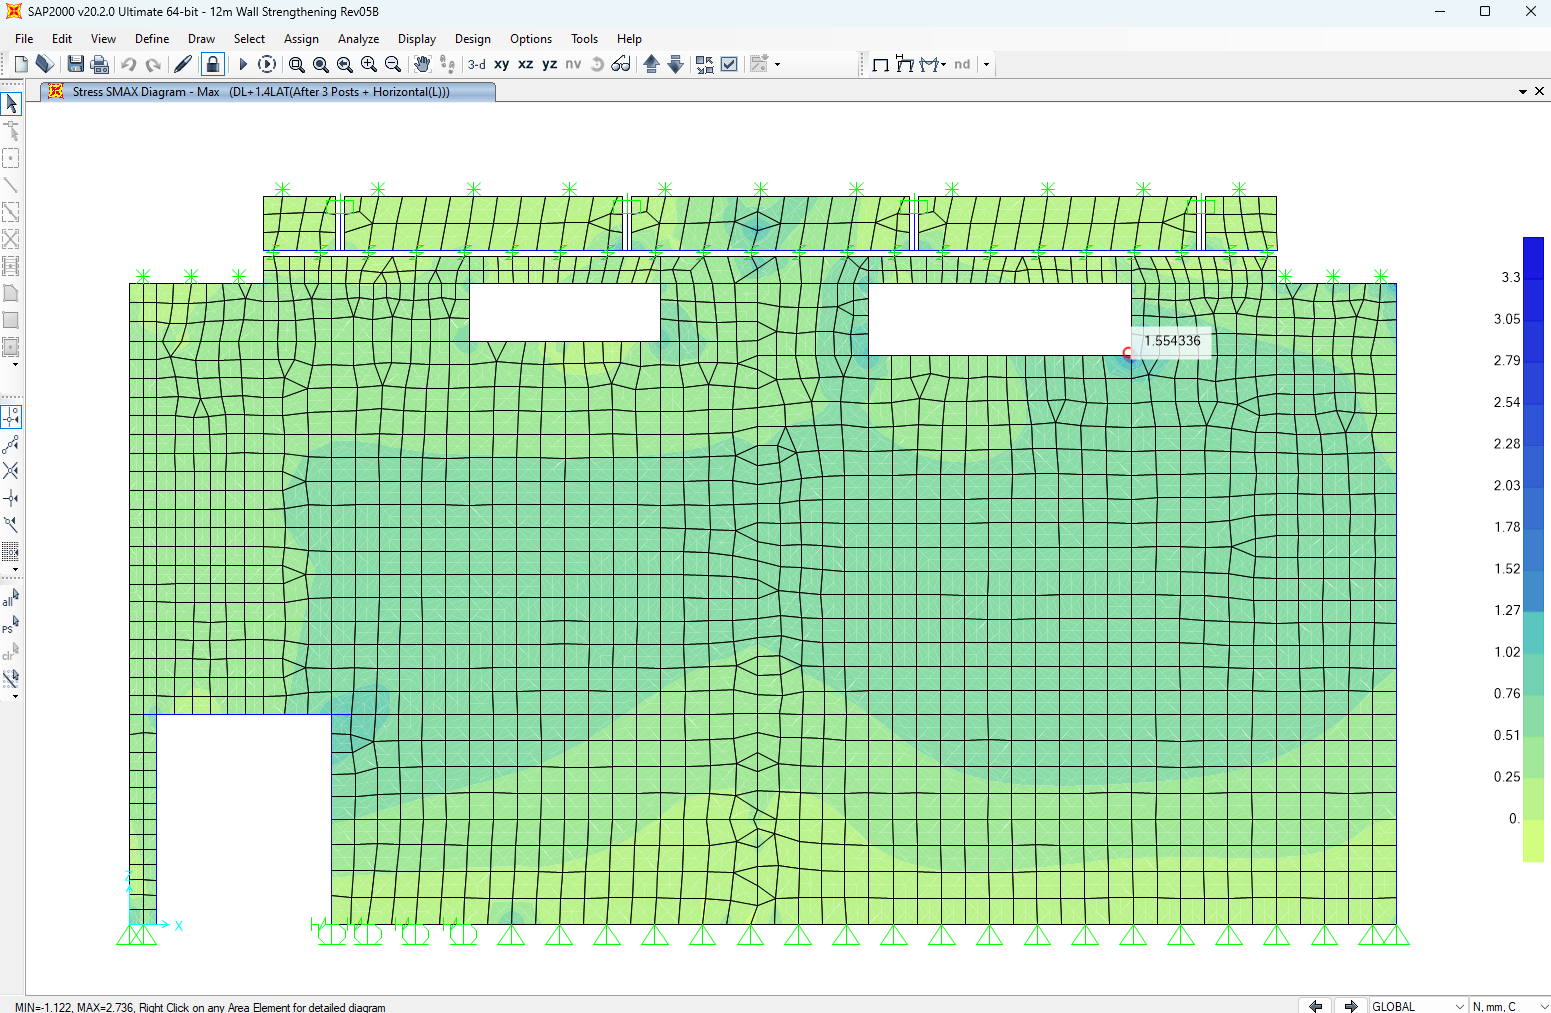 SAP2000 v20.2.0 Ultimate 64-bit - 12m Wall Strengthening Rev05B
File Edit View Define Draw Select Assign Analyze Display Design Options Tools Help
3-d xy xz yz nv nd
Stress SMAX Diagram - Max (DL+1.4LAT(After 3 Posts + Horizontal(L)))
3.3
3.05
1.554336
2.79
2.54
2.28
2.03
1.78
1.52
1.27
all
PS
1.02
clr
0.76
0.51
0.25
0.
Z
X
MIN=-1.122, MAX=2.736, Right Click on any Area Element for detailed diagram
GLOBAL
N, mm, C